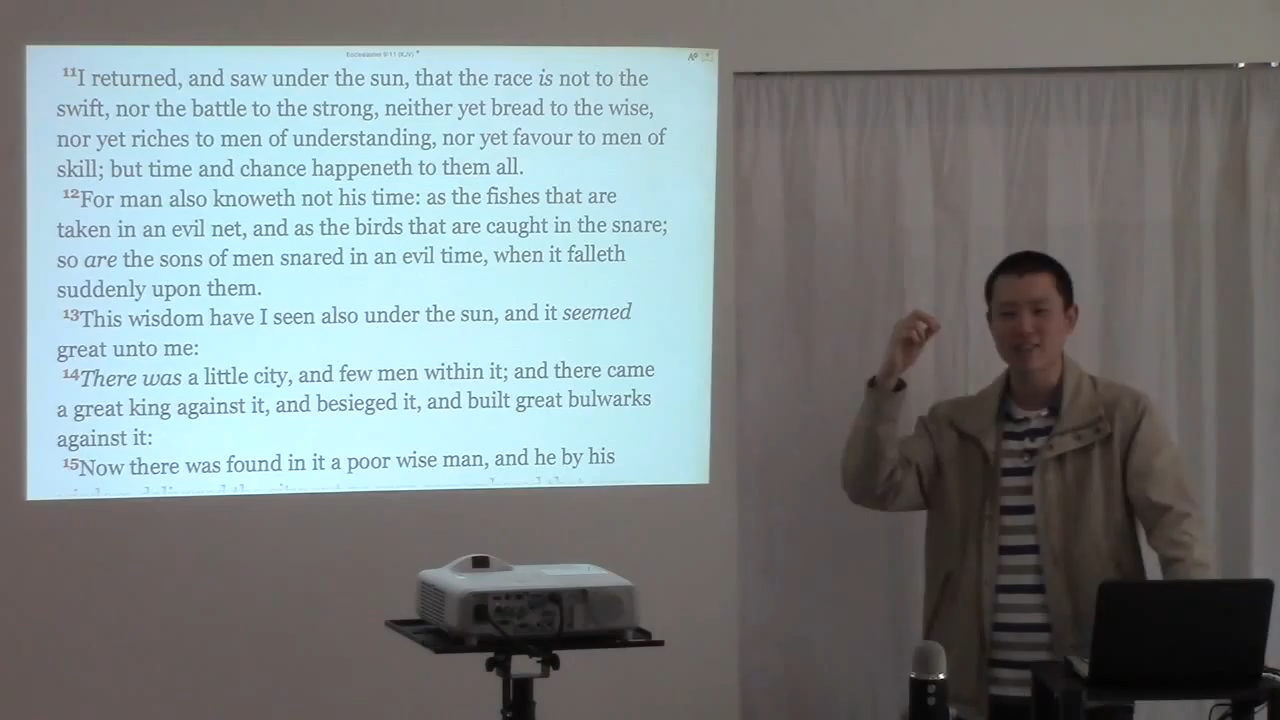 Ecclesiastes 9:11 (KJV)
11I returned, and saw under the sun, that the race is not to the
swift, nor the battle to the strong, neither yet bread to the wise,
nor yet riches to men of understanding, nor yet favour to men of
skill; but time and chance happeneth to them all.
12For man also knoweth not his time: as the fishes that are
taken in an evil net, and as the birds that are caught in the snare;
so are the sons of men snared in an evil time, when it falleth
suddenly upon them.
13This wisdom have I seen also under the sun, and it seemed
great unto me:
14There was a little city, and few men within it; and there came
a great king against it, and besieged it, and built great bulwarks
against it:
15Now there was found in it a poor wise man, and he by his